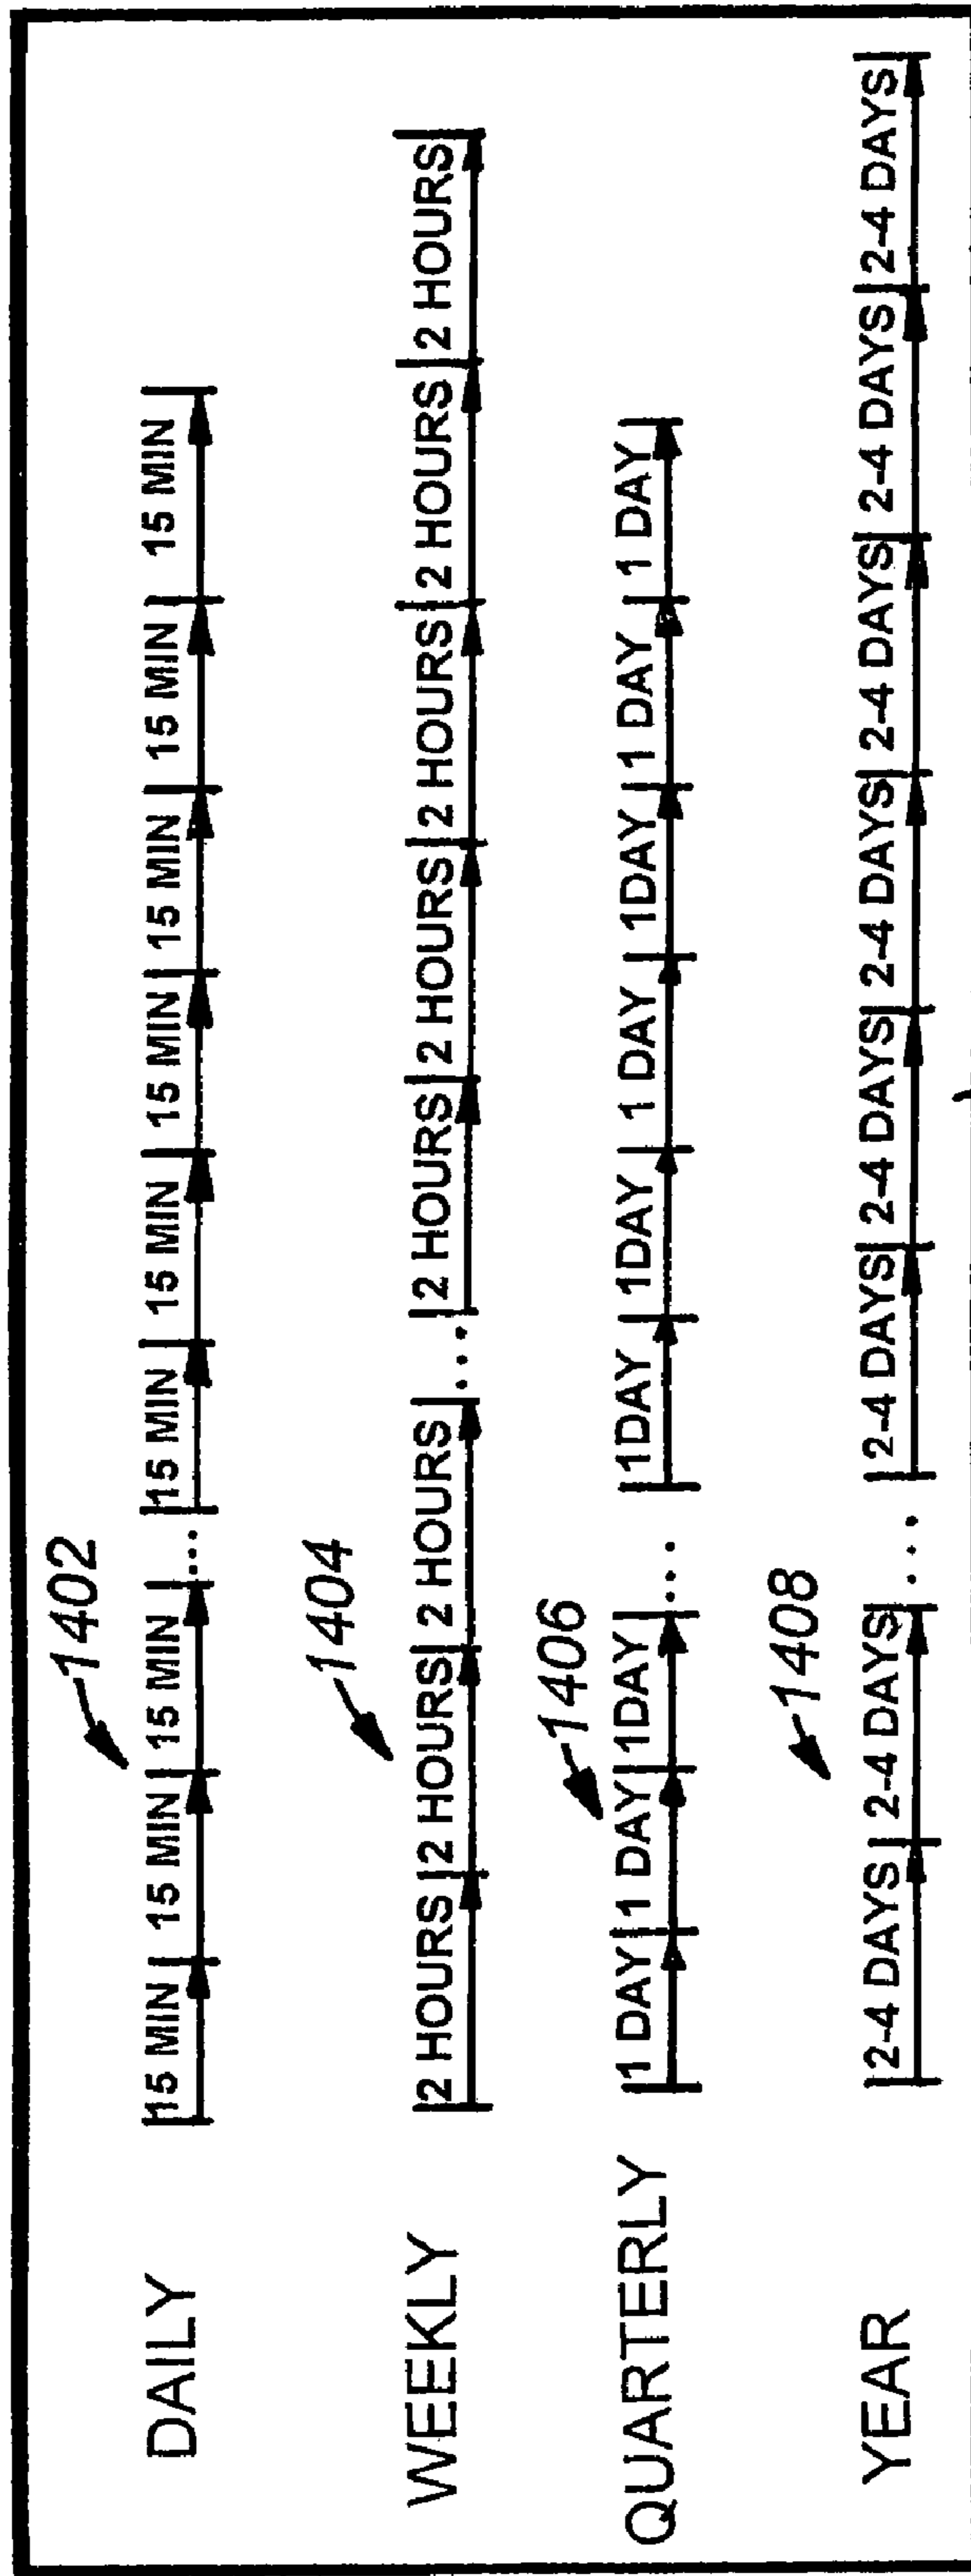 1402
DAILY 15 MIN 15 MIN 15 MIN ... 15 MIN 15 MIN 15 MIN 15 MIN 15 MIN 15 MIN
1404
WEEKLY 2 HOURS 2 HOURS 2 HOURS ... 2 HOURS 2 HOURS 2 HOURS 2 HOURS 2 HOURS
1406
QUARTERLY 1 DAY 1 DAY 1DAY ... 1DAY 1DAY 1 DAY 1DAY 1 DAY 1 DAY
1408
YEAR 2-4 DAYS 2-4 DAYS ... 2-4 DAYS 2-4 DAYS 2-4 DAYS 2-4 DAYS 2-4 DAYS 2-4 DAYS